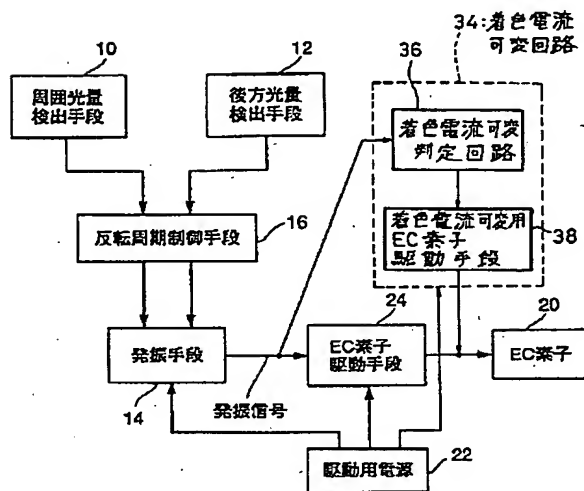 34:着色電流
可変回路
10
12
36
周囲光量
検出手段
後方光量
検出手段
着色電流可変
判定回路
反転周期制御手段
16
着色電流可変用
EC素子
駆動手段
38
24
20
発振手段
EC素子
駆動手段
EC素子
14
発振信号
駆動用電源
22